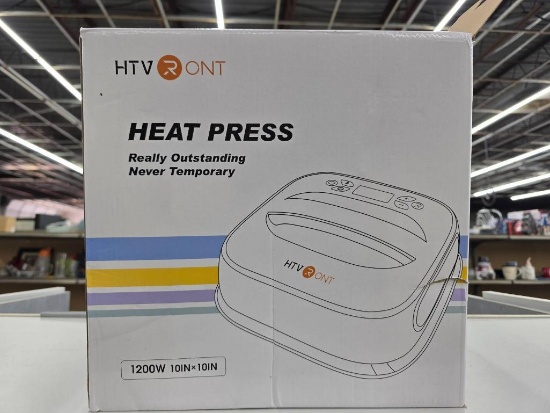 HTVRONT
HEAT PRESS
Really Outstanding
Never Temporary
HTVRONT
1200W 10IN×10IN